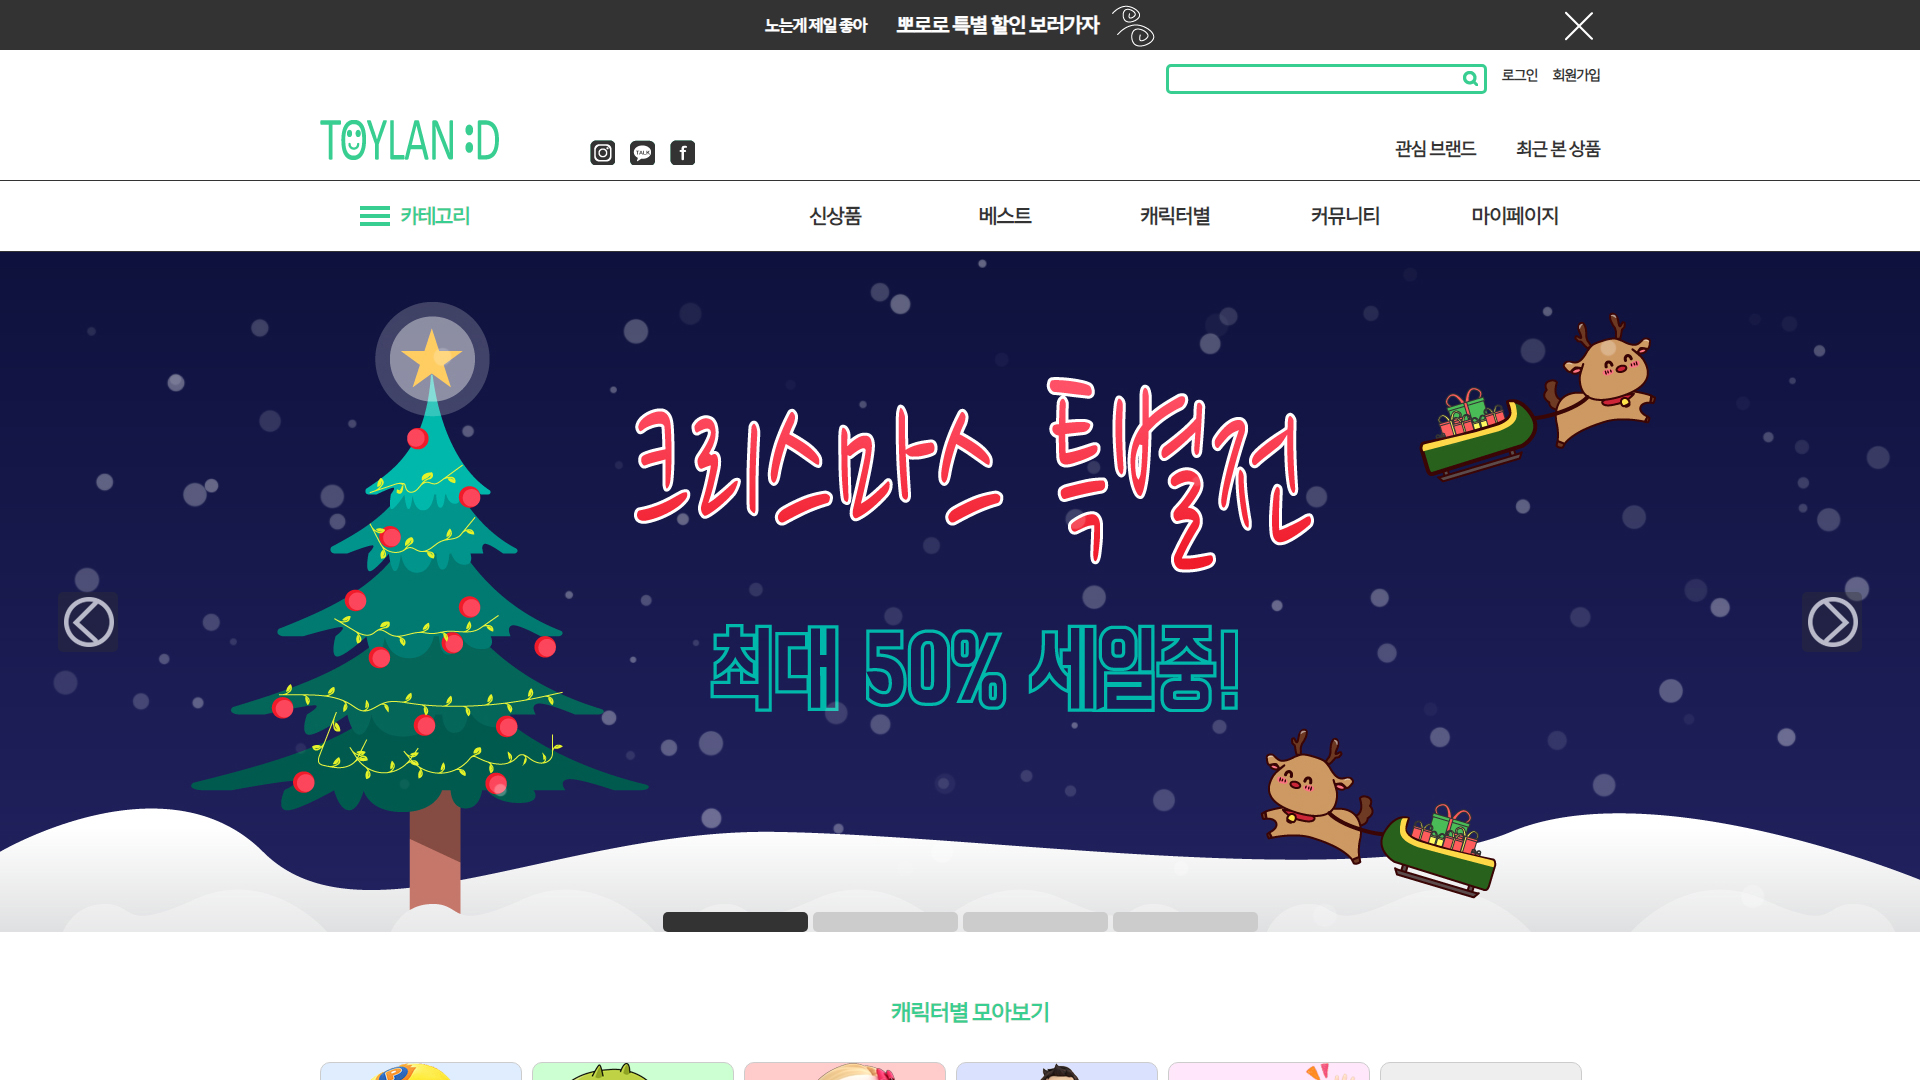 노는게 제일 좋아 뽀로로 특별 할인 보러가자
로그인 회원가입
TOYLAN:D
TALK
관심 브랜드 최근 본 상품
카테고리 신상품 베스트 캐릭터별 커뮤니티 마이페이지
크리스마스 특별전
최대 50% 세일중!
캐릭터별 모아보기
P